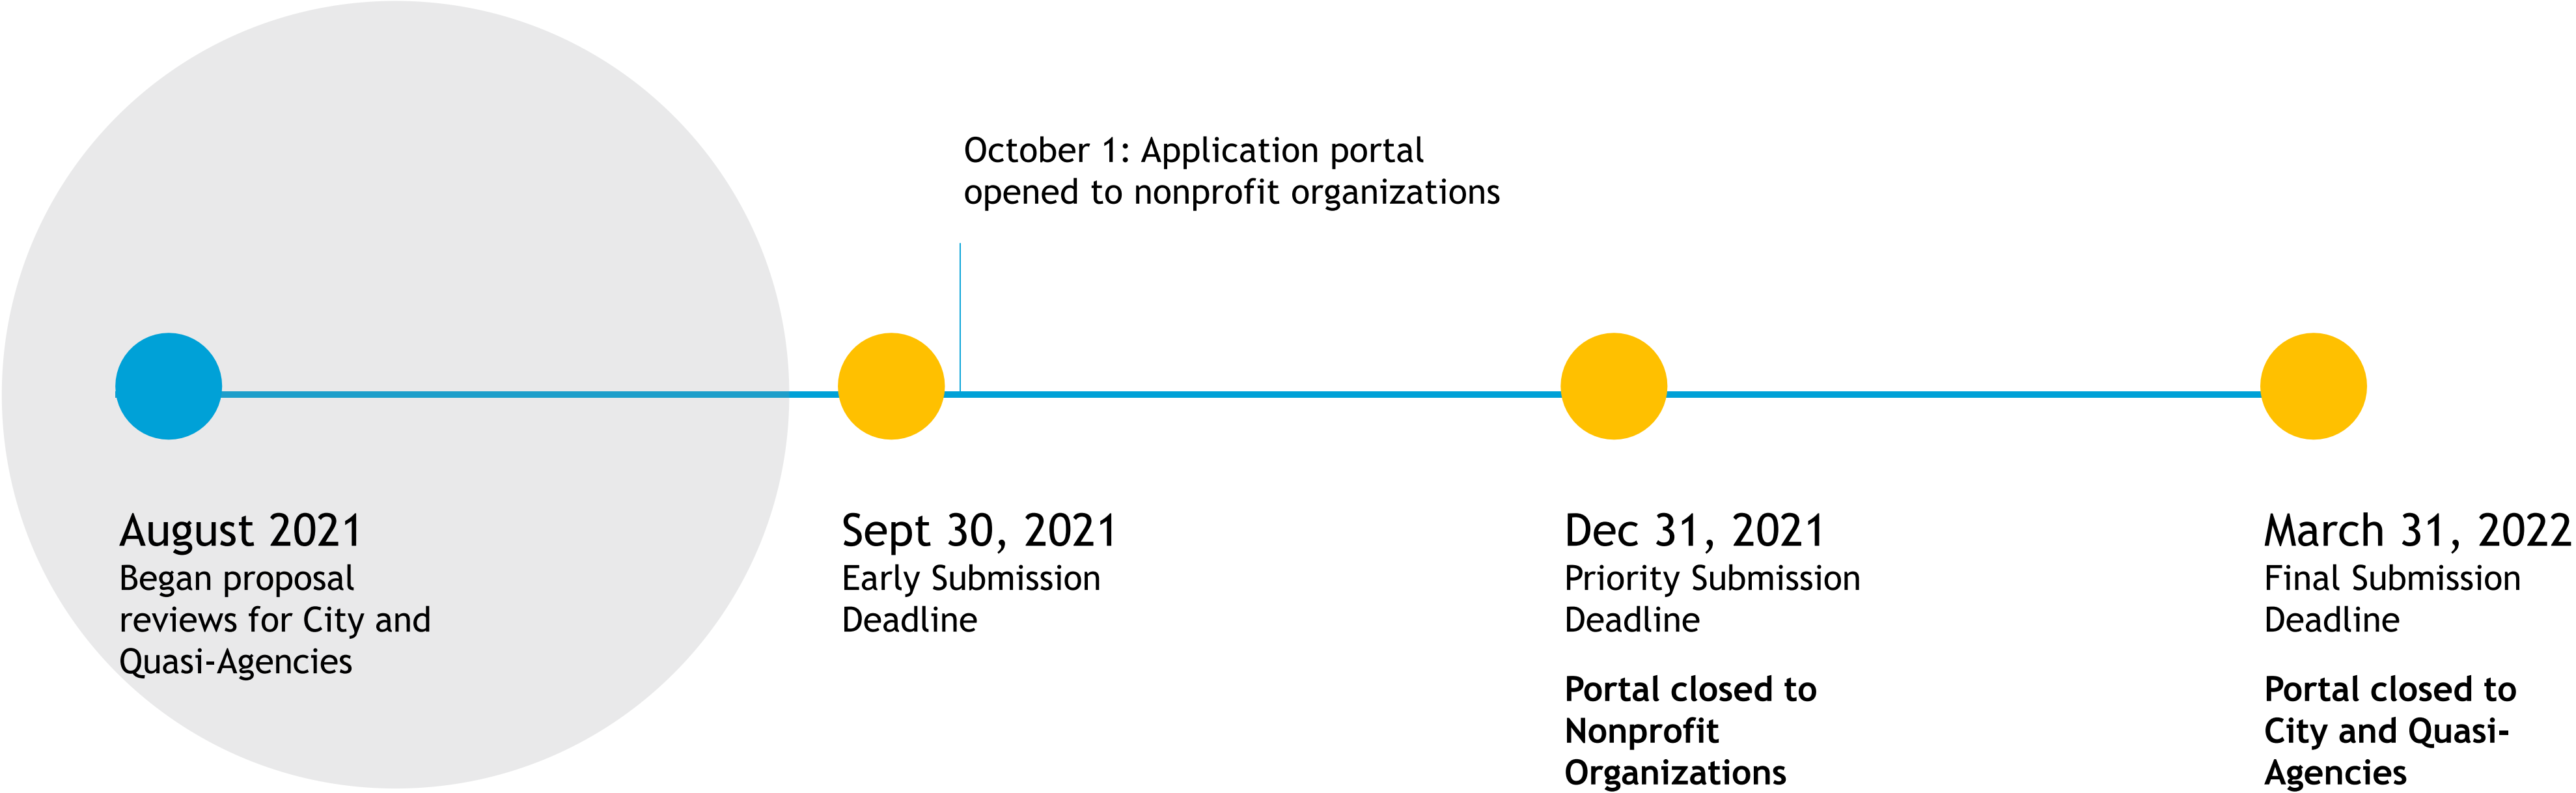 October 1: Application portal
opened to nonprofit organizations
August 2021
Began proposal
reviews for City and
Quasi-Agencies
Sept 30, 2021
Early Submission
Deadline
Dec 31, 2021
Priority Submission
Deadline
Portal closed to
Nonprofit
Organizations
March 31, 2022
Final Submission
Deadline
Portal closed to
City and Quasi-
Agencies